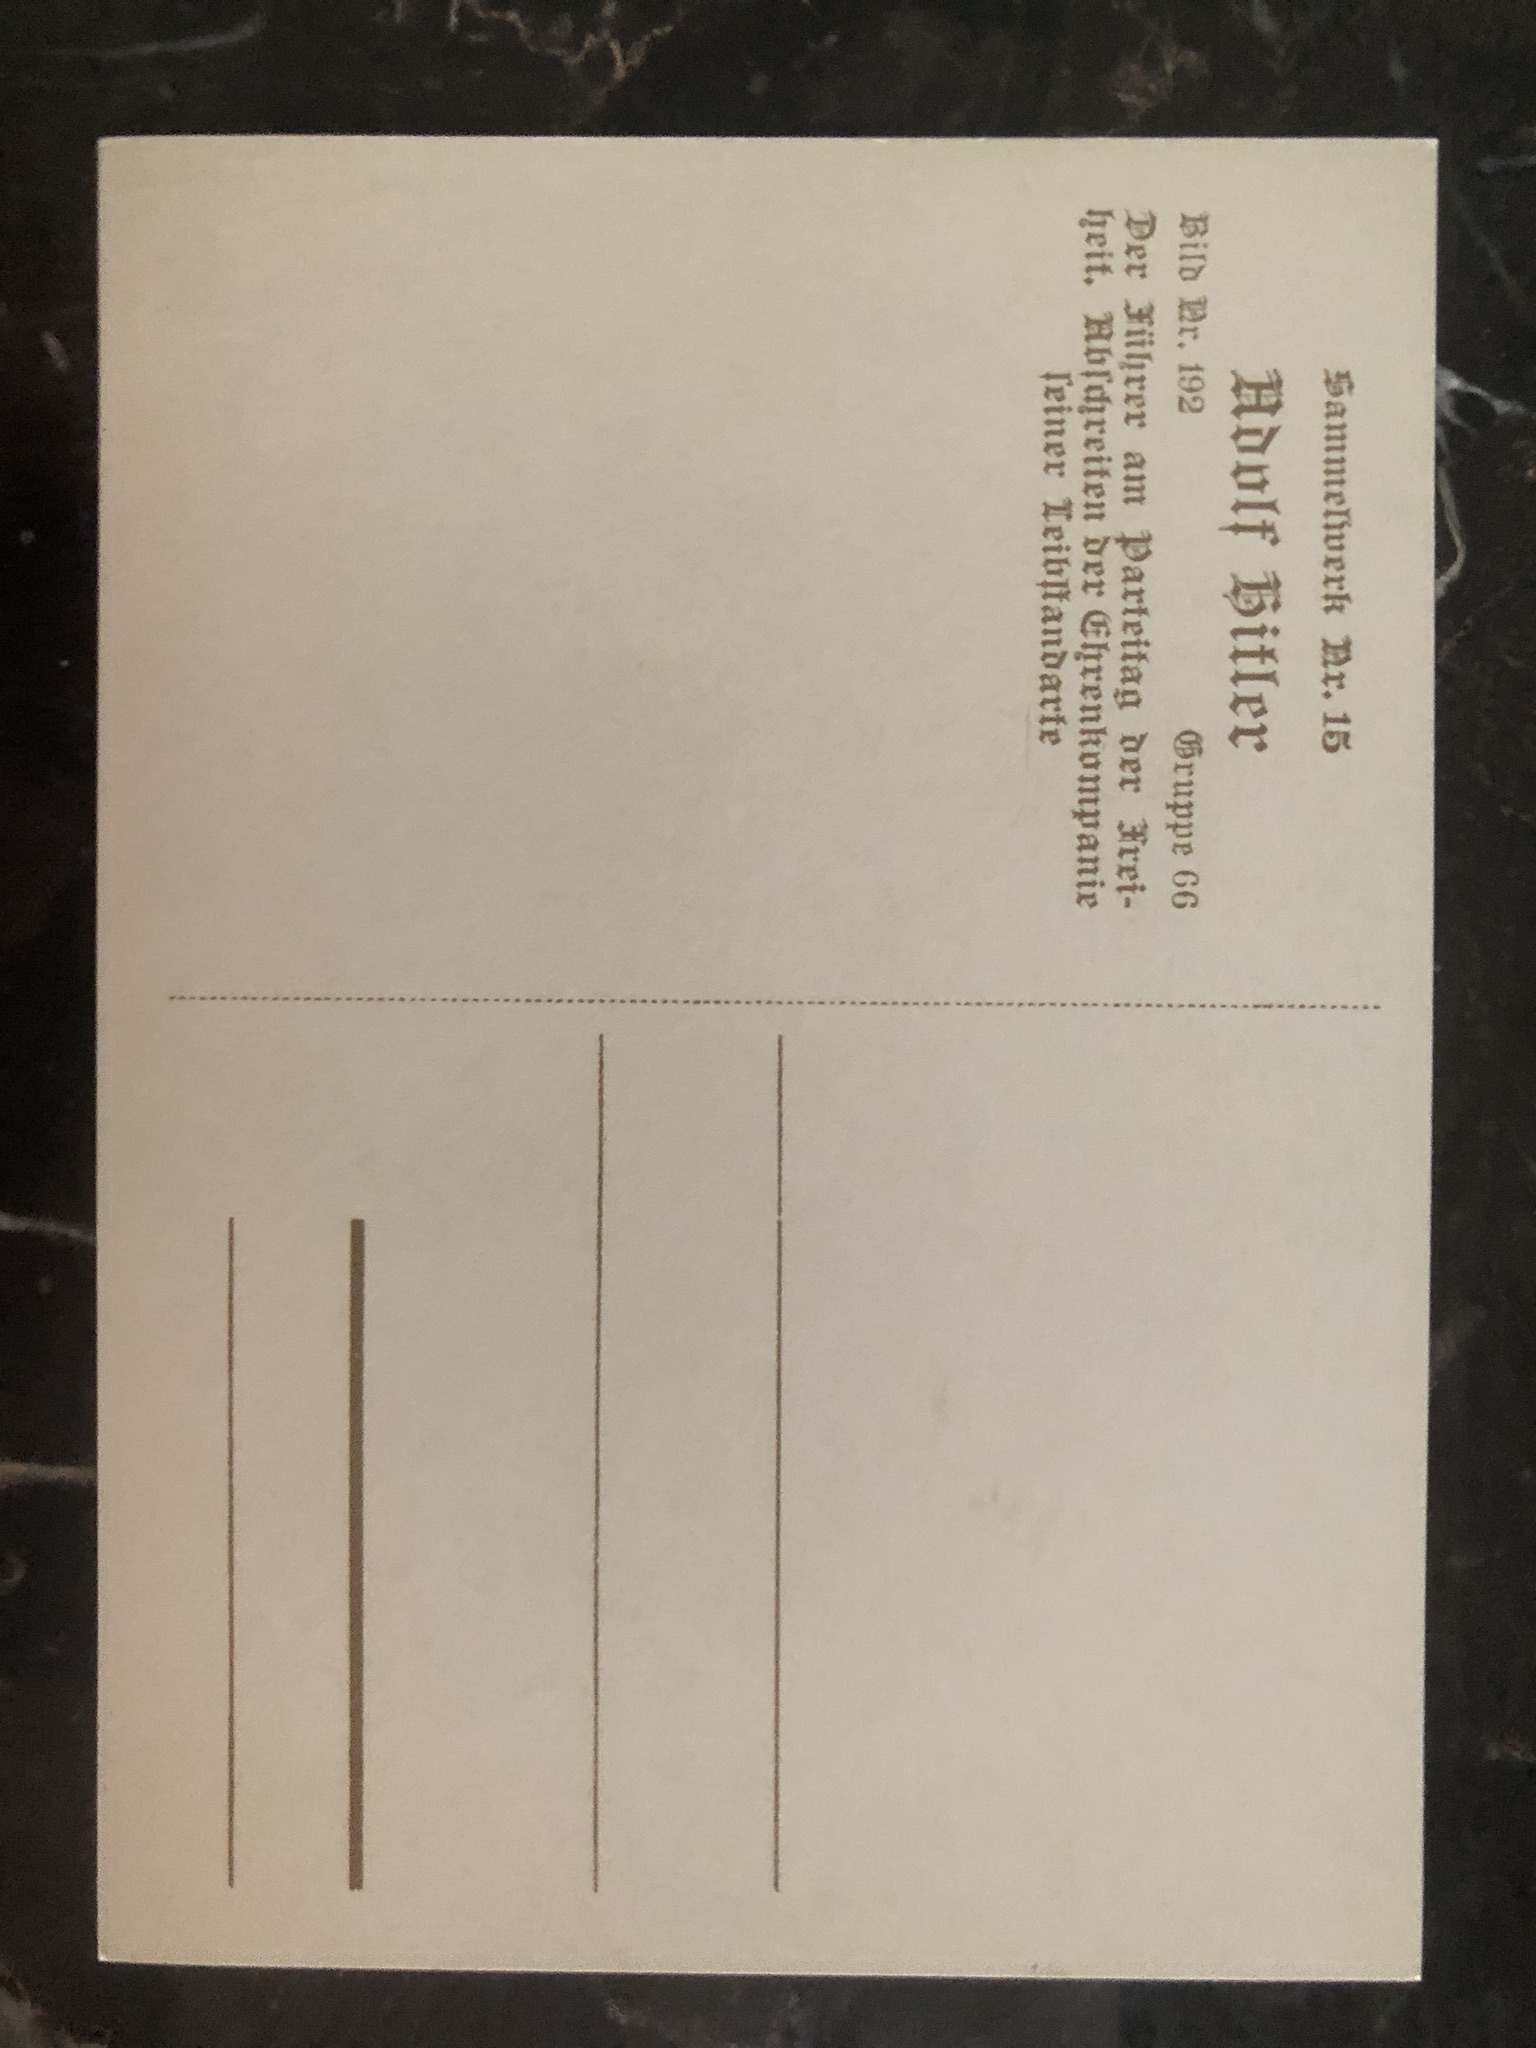 Sammelwerk Nr. 15
Adolf Hitler
Bild Nr. 192 Gruppe 66
Der Führer am Parteitag der Frei-
heit. Abschreiten der Ehrenkompanie
seiner Leibstandarte